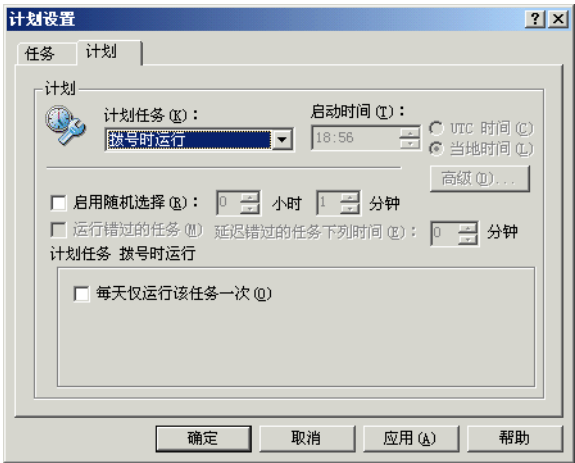 计划设置
任务 计划
计划
计划任务(K)： 启动时间(T)：
拨号时运行 18:56 UTC 时间(C)
当地时间(L)
高级(D)...
启用随机选择(R)： 0 小时 1 分钟
运行错过的任务(M) 延迟错过的任务下列时间(E)： 0 分钟
计划任务 拨号时运行
每天仅运行该任务一次(O)
确定 取消 应用(A) 帮助